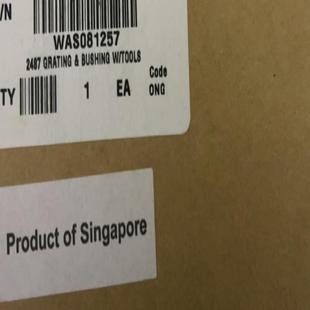 /N
WAS081257
2487 GRATING & BUSHING W/TOOLS
TY 1 EA Code
ONG
Product of Singapore